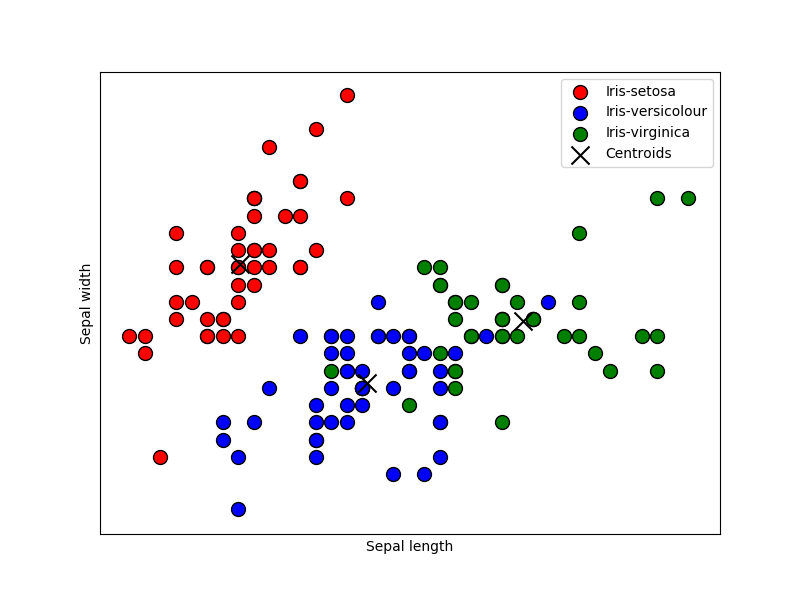 Iris-setosa
Iris-versicolour
Iris-virginica
Centroids
Sepal width
Sepal length